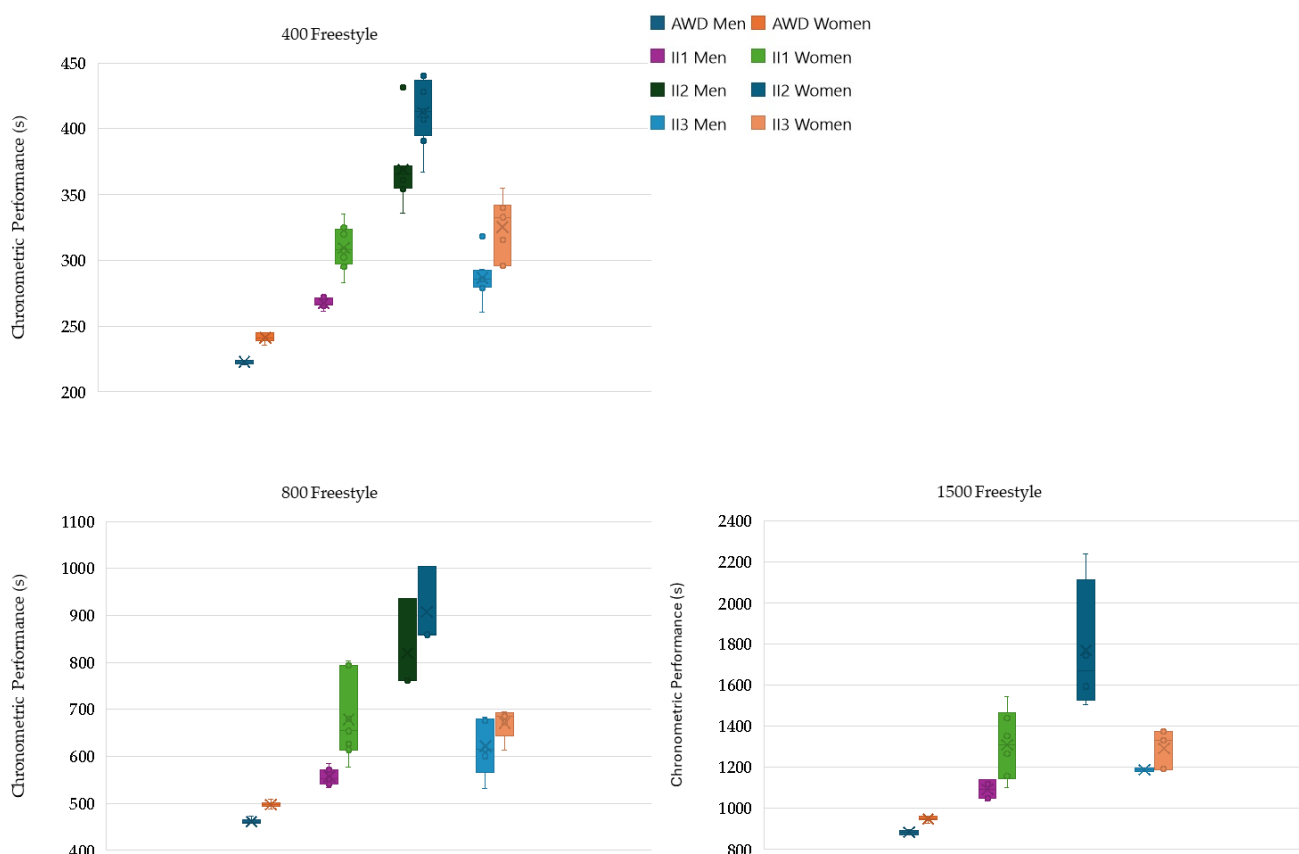 400 Freestyle
AWD Men AWD Women
II1 Men II1 Women
II2 Men II2 Women
II3 Men II3 Women
Chronometric Performance (s)
450
400
350
300
250
200
800 Freestyle
Chronometric Performance (s)
1100
1000
900
800
700
600
500
400
1500 Freestyle
Chronometric Performance (s)
2400
2200
2000
1800
1600
1400
1200
1000
800